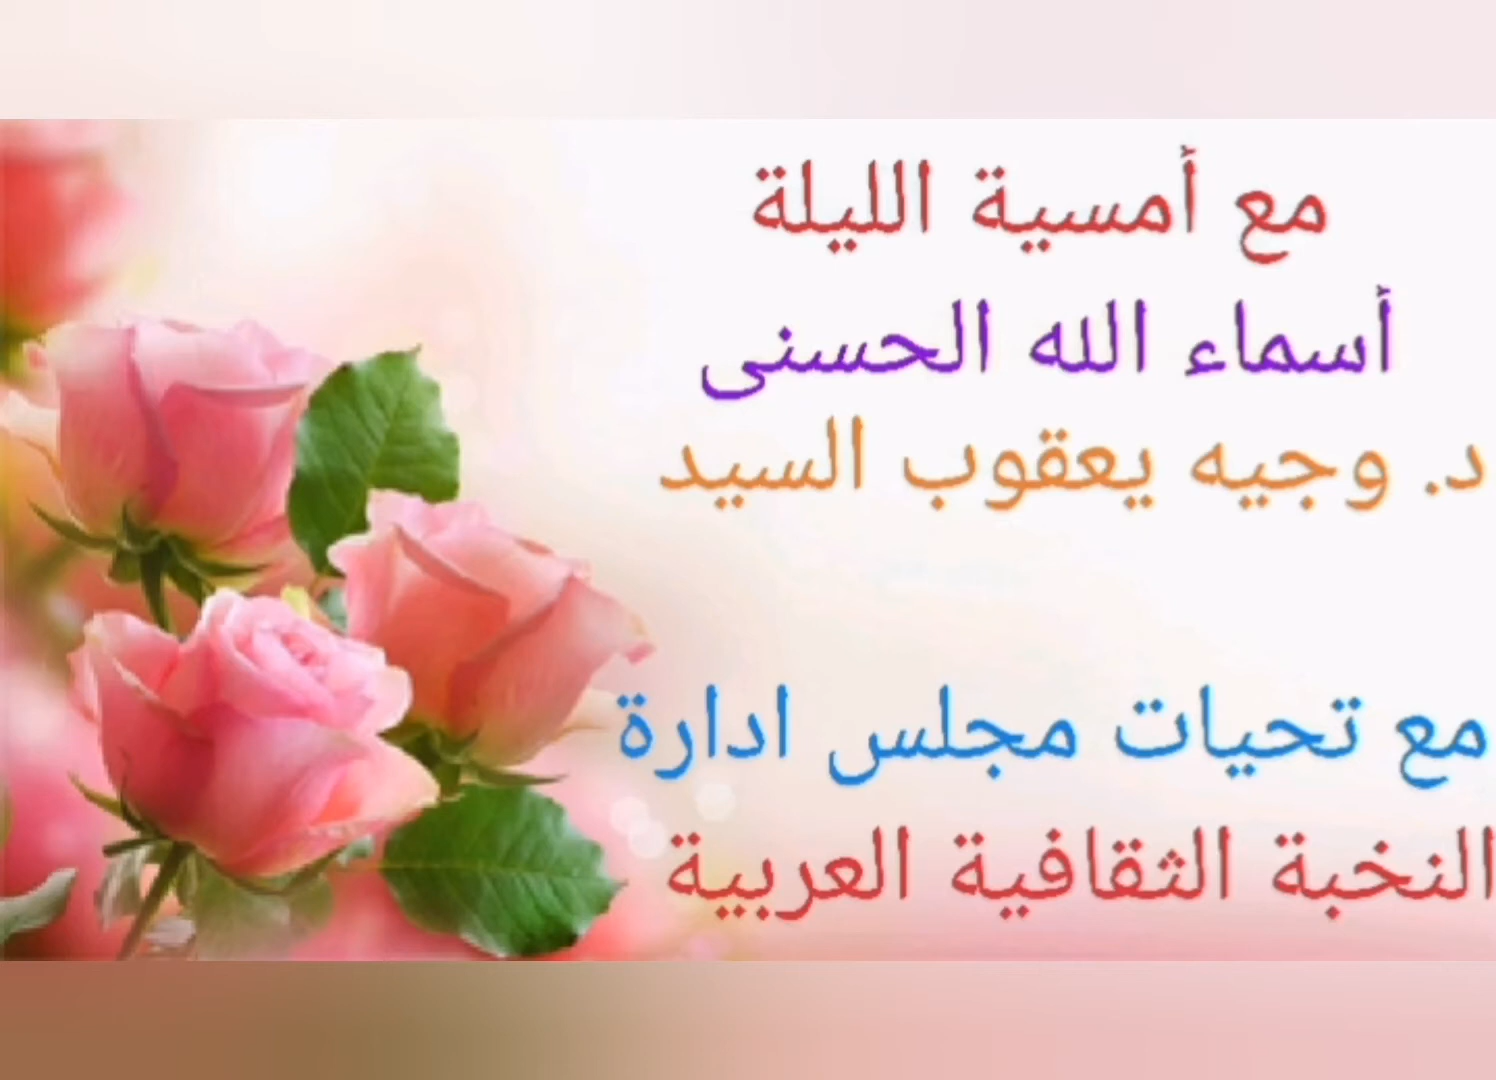 مع أمسية الليلة
أسماء الله الحسنى
د. وجيه يعقوب السيد
مع تحيات مجلس ادارة
النخبة الثقافية العربية